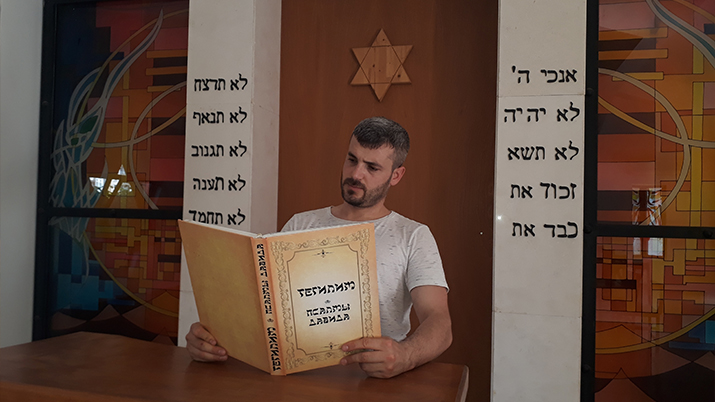 אנכי ה'
לא יהיה
לא תשא
זכור את
כבד את
לא תרצח
לא תנאף
לא תגנוב
לא תענה
לא תחמד
ТЕГИЛИМ
ПСАЛМЫ
ДАВИДА
ТЕГИЛИМ ПСАЛМЫ ДАВИДА